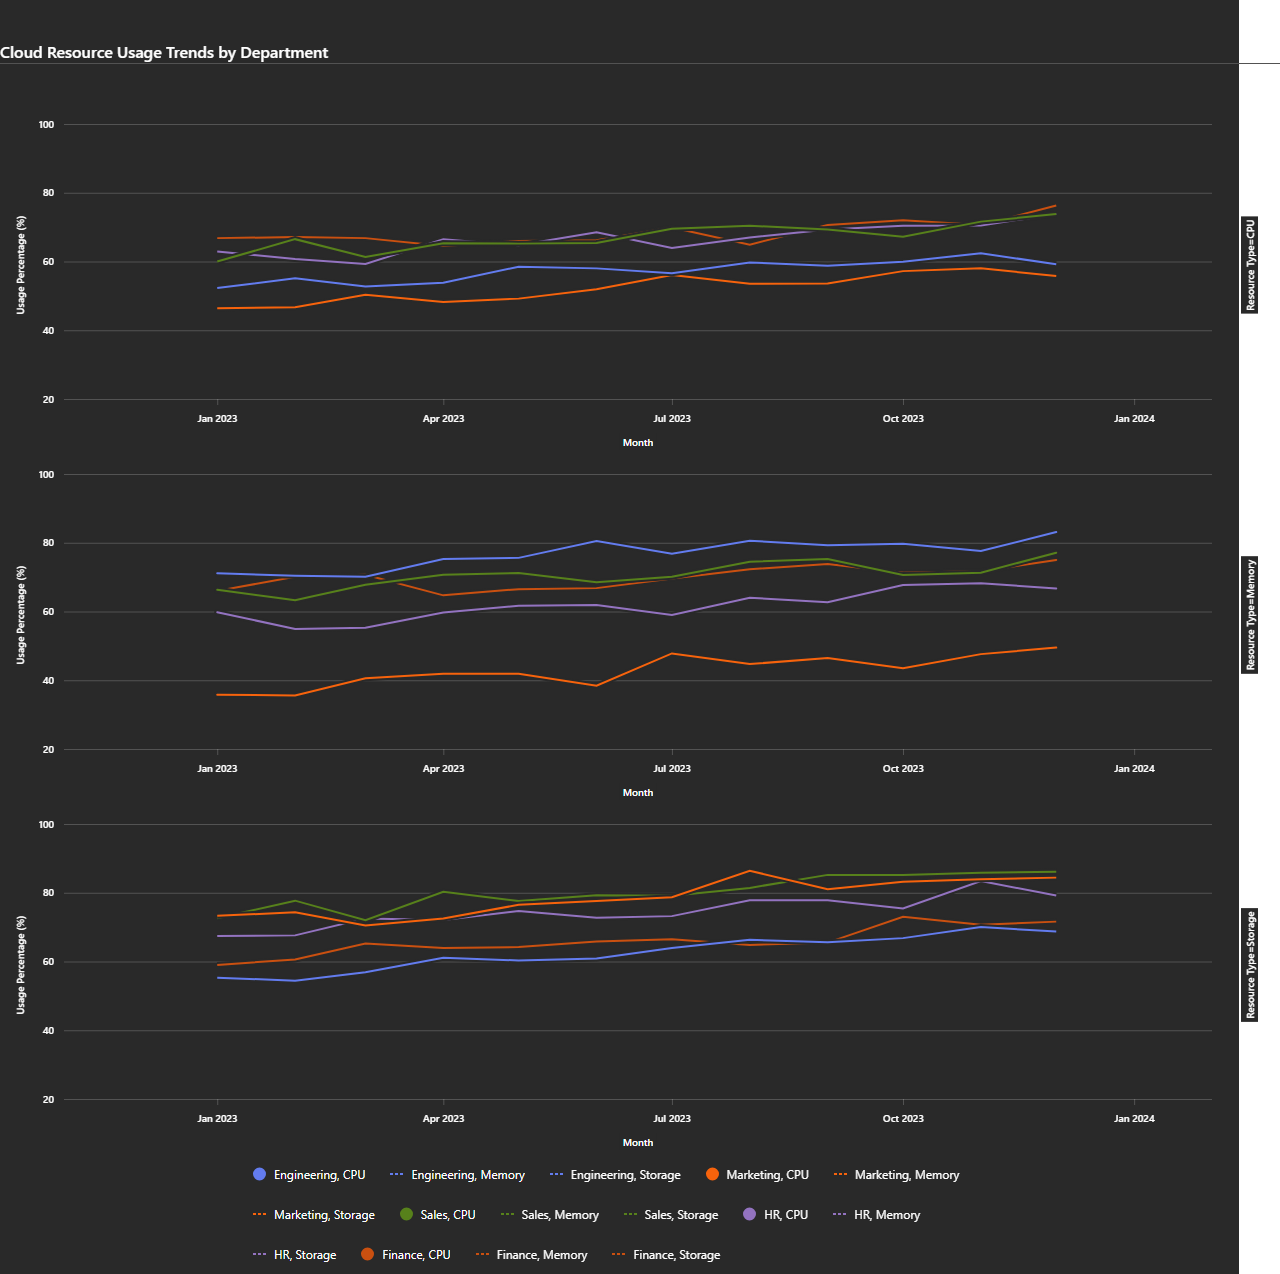 Cloud Resource Usage Trends by Department
100
80
60
40
20
Usage Percentage (%)
Jan 2023 Apr 2023 Jul 2023 Oct 2023 Jan 2024
Month
Resource Type=CPU
100
80
60
40
20
Usage Percentage (%)
Jan 2023 Apr 2023 Jul 2023 Oct 2023 Jan 2024
Month
Resource Type=Memory
100
80
60
40
20
Usage Percentage (%)
Jan 2023 Apr 2023 Jul 2023 Oct 2023 Jan 2024
Month
Resource Type=Storage
Engineering, CPU Engineering, Memory Engineering, Storage Marketing, CPU Marketing, Memory
Marketing, Storage Sales, CPU Sales, Memory Sales, Storage HR, CPU HR, Memory
HR, Storage Finance, CPU Finance, Memory Finance, Storage